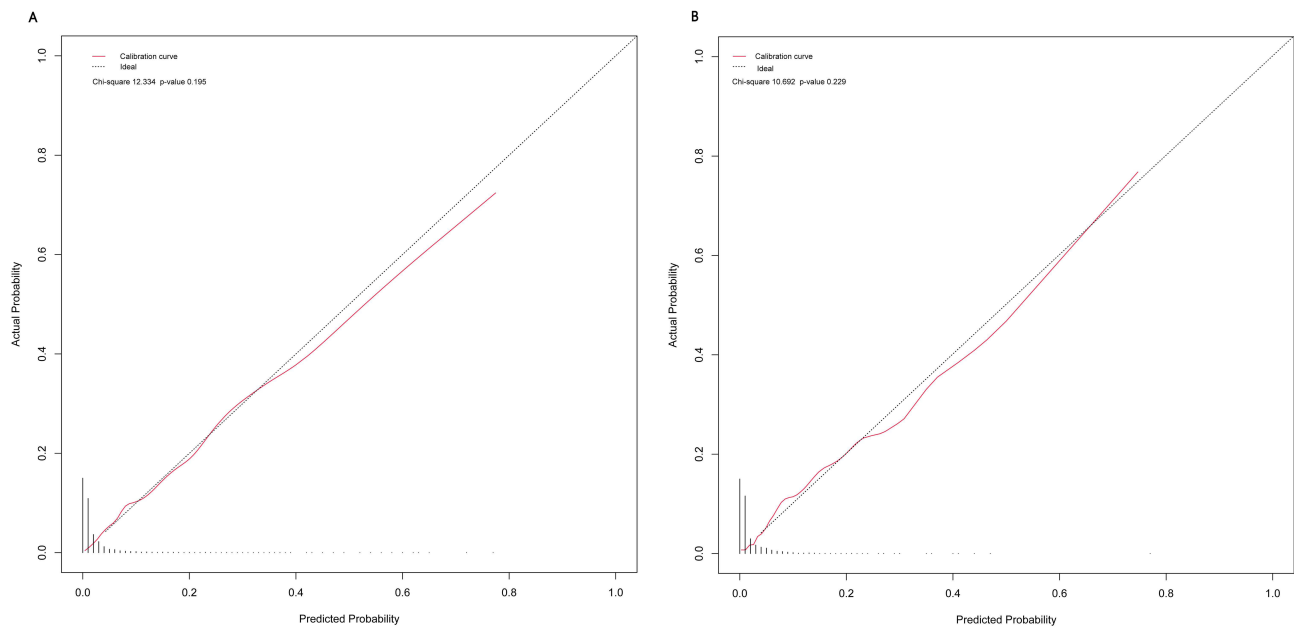 A
Calibration curve
Ideal
Chi-square 12.334 p-value 0.195
1.0
0.8
0.6
0.4
0.2
0.0
Actual Probability
0.0 0.2 0.4 0.6 0.8 1.0
Predicted Probability
B
Calibration curve
Ideal
Chi-square 10.692 p-value 0.229
1.0
0.8
0.6
0.4
0.2
0.0
Actual Probability
0.0 0.2 0.4 0.6 0.8 1.0
Predicted Probability